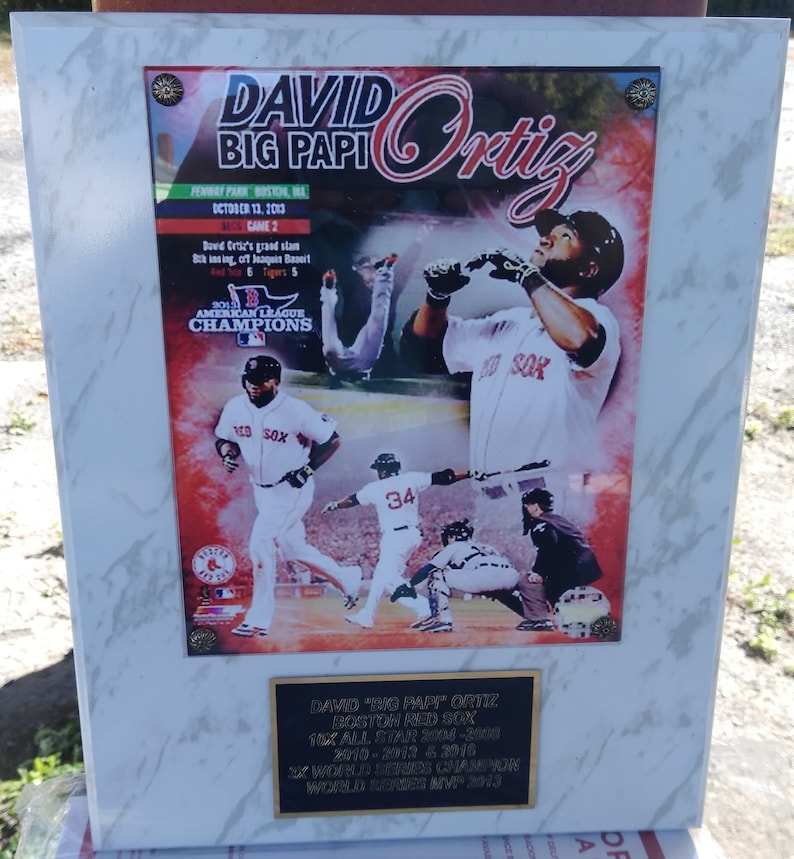 DAVID
BIG PAPI Ortiz
FENWAY PARK BOSTON, MA
OCTOBER 13, 2013
ALCS GAME 2
David Ortiz's grand slam
8th inning, off Joaquin Benoit
Red Sox 6 Tigers 5
B
2013
AMERICAN LEAGUE
CHAMPIONS
RED SOX
RED SOX
34
BOSTON
RED SOX
DAVID "BIG PAPI" ORTIZ
BOSTON RED SOX
10X ALL STAR 2004 -2008
2010 - 2013 & 2016
3X WORLD SERIES CHAMPION
WORLD SERIES MVP 2013